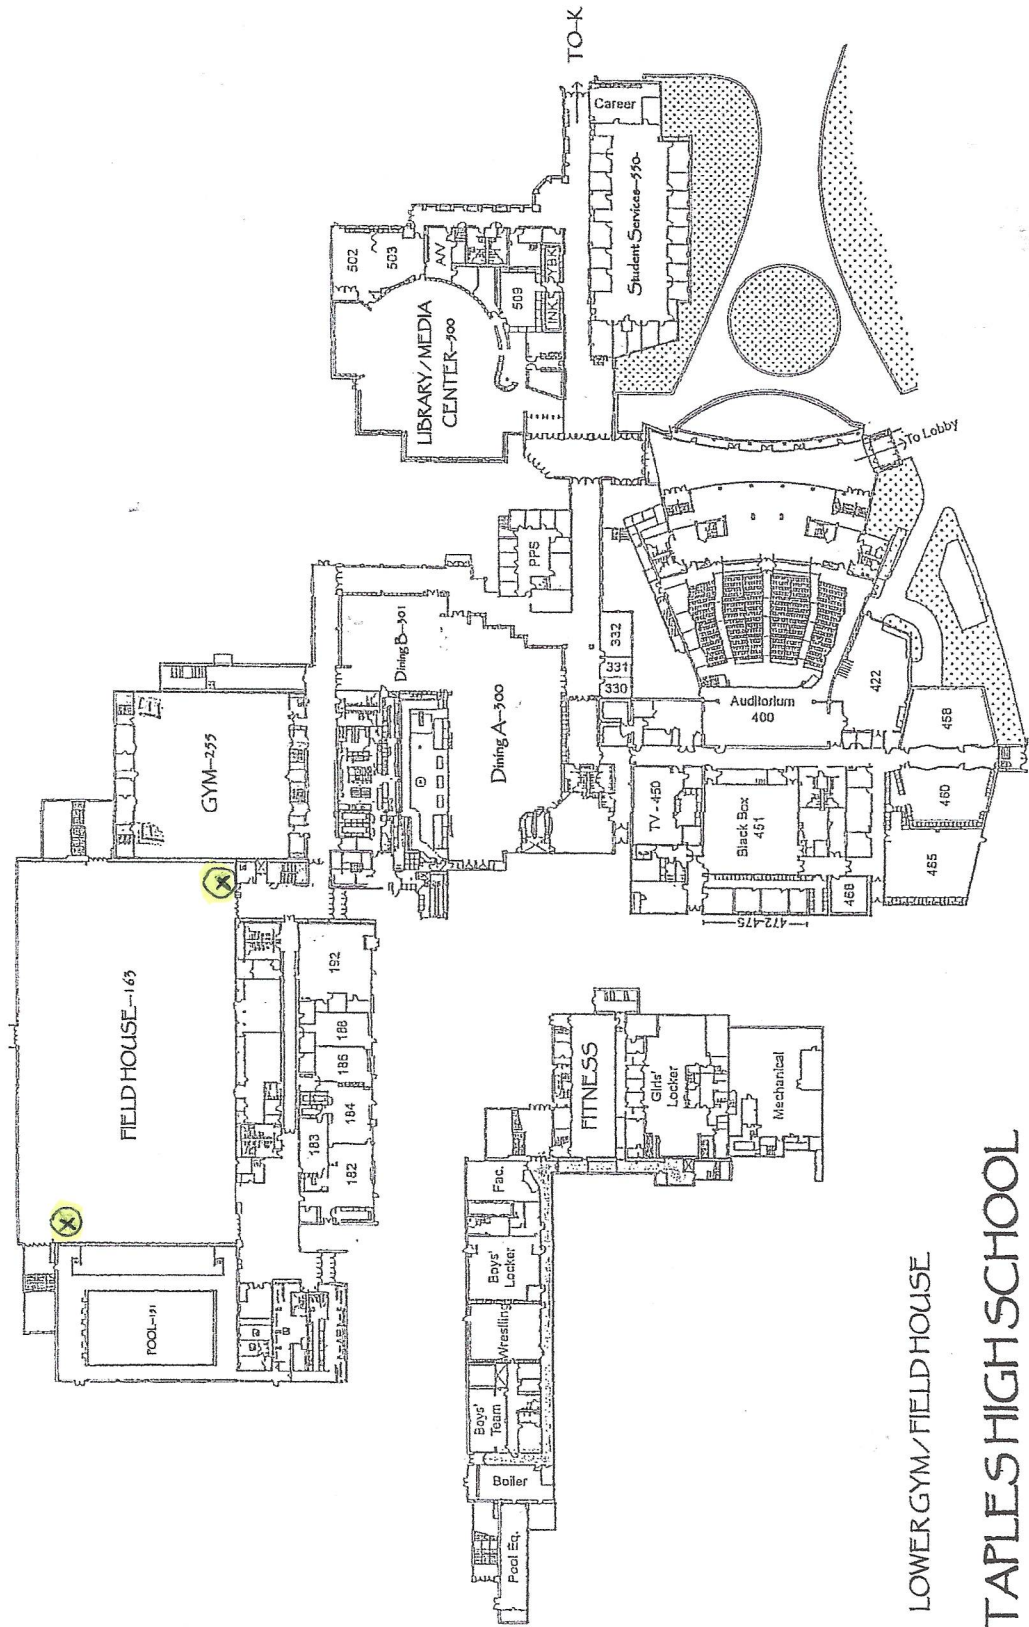 TO-K
Career
Student Services-550-
502
503
A/V
509
INK
YBK
LIBRARY/MEDIA
CENTER-500
To Lobby
PPS
332
331
330
Dining B-301
Dining A-300
Auditorium
400
422
458
460
465
468
TV-450
Black Box
451
472-475
GYM-255
FIELD HOUSE-163
X
X
192
188
186
184
183
182
POOL-151
FITNESS
Girls'
Locker
Mechanical
Fac.
Boys'
Locker
Wrestling
Boys'
Team
Boiler
Pool Eq.
LOWER GYM/FIELD HOUSE
TAPLES HIGH SCHOOL